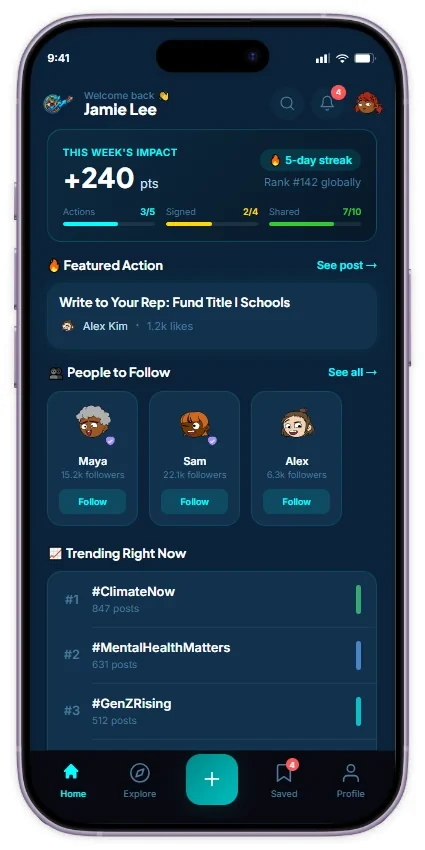 9:41
Welcome back 👋
Jamie Lee
4
THIS WEEK'S IMPACT
+240 pts
🔥 5-day streak
Rank #142 globally
Actions 3/5
Signed 2/4
Shared 7/10
🔥 Featured Action
See post →
Write to Your Rep: Fund Title I Schools
Alex Kim • 1.2k likes
People to Follow
See all →
Maya
15.2k followers
Follow
Sam
22.1k followers
Follow
Alex
6.3k followers
Follow
📈 Trending Right Now
#1 #ClimateNow
847 posts
#2 #MentalHealthMatters
631 posts
#3 #GenZRising
512 posts
Home
Explore
+
4
Saved
Profile